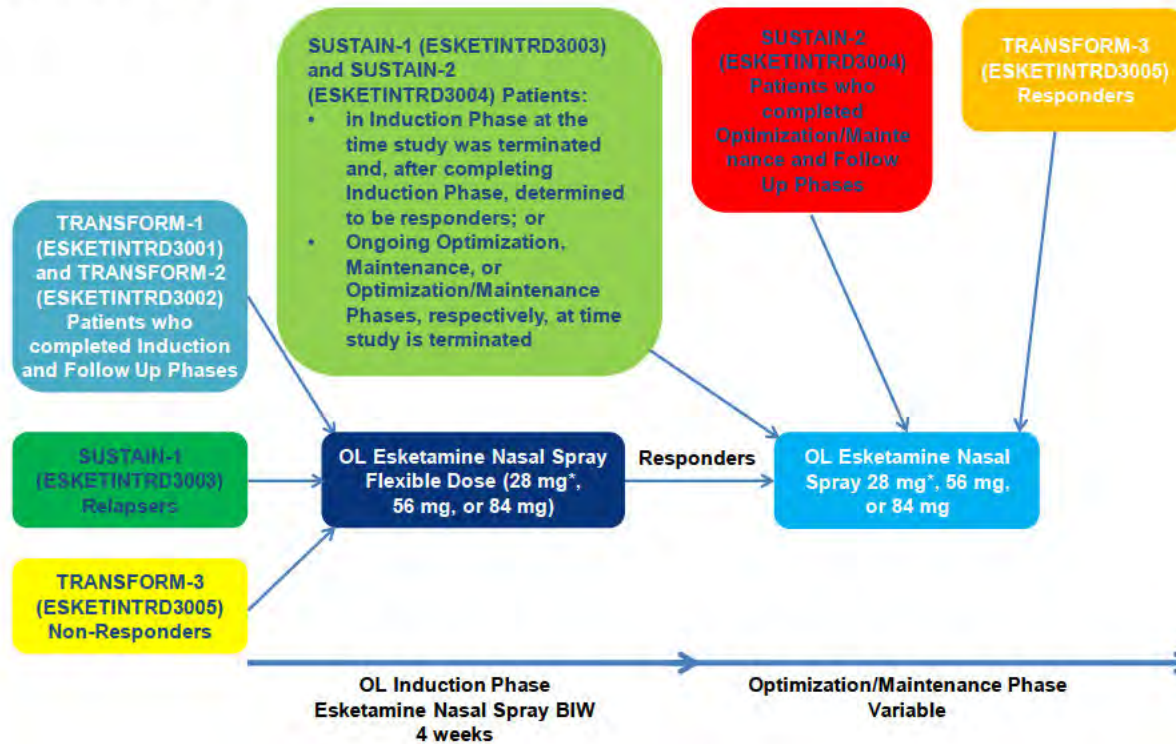 SUSTAIN-1 (ESKETINTRD3003)
and SUSTAIN-2
(ESKETINTRD3004) Patients:
• in Induction Phase at the
time study was terminated
and, after completing
Induction Phase, determined
to be responders; or
• Ongoing Optimization,
Maintenance, or
Optimization/Maintenance
Phases, respectively, at time
study is terminated
SUSTAIN-2
(ESKETINTRD3004)
Patients who
completed
Optimization/Mainte
nance and Follow
Up Phases
TRANSFORM-3
(ESKETINTRD3005)
Responders
TRANSFORM-1
(ESKETINTRD3001)
and TRANSFORM-2
(ESKETINTRD3002)
Patients who
completed Induction
and Follow Up Phases
SUSTAIN-1
(ESKETINTRD3003)
Relapsers
TRANSFORM-3
(ESKETINTRD3005)
Non-Responders
OL Esketamine Nasal Spray
Flexible Dose (28 mg*,
56 mg, or 84 mg)
Responders
OL Esketamine Nasal
Spray 28 mg*, 56 mg,
or 84 mg
OL Induction Phase
Esketamine Nasal Spray BIW
4 weeks
Optimization/Maintenance Phase
Variable